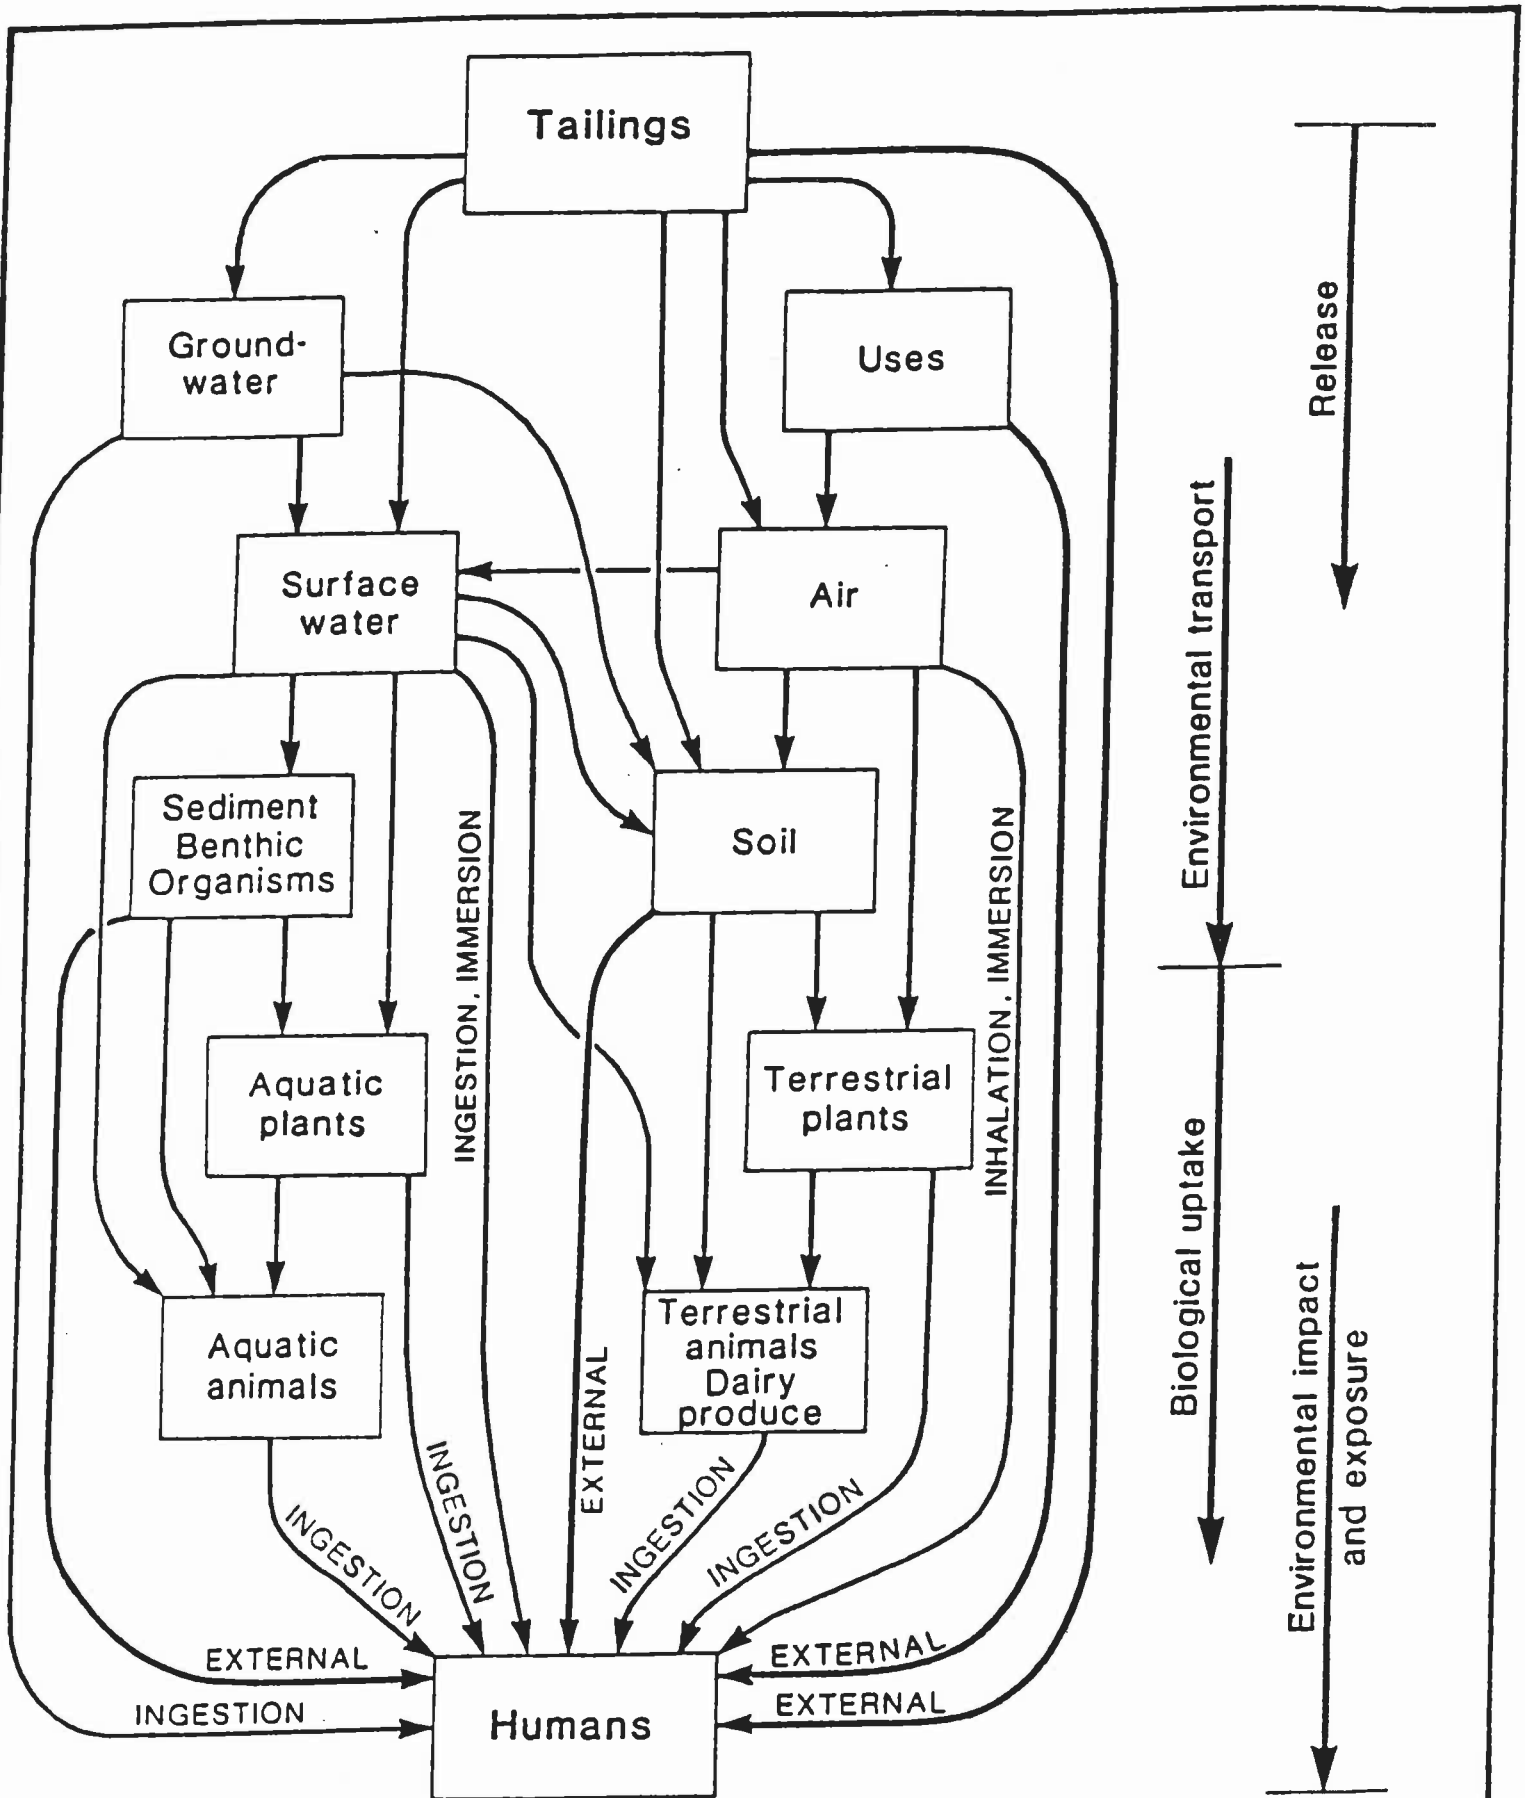 Tailings
Ground-
water
Uses
Release
Surface
water
Air
Environmental transport
Sediment
Benthic
Organisms
INGESTION, IMMERSION
Soil
INHALATION, IMMERSION
Aquatic
plants
Terrestrial
plants
Biological uptake
Aquatic
animals
Terrestrial
animals
Dairy
produce
EXTERNAL
Environmental impact
and exposure
INGESTION
INGESTION
INGESTION
INGESTION
EXTERNAL
EXTERNAL
INGESTION
EXTERNAL
Humans